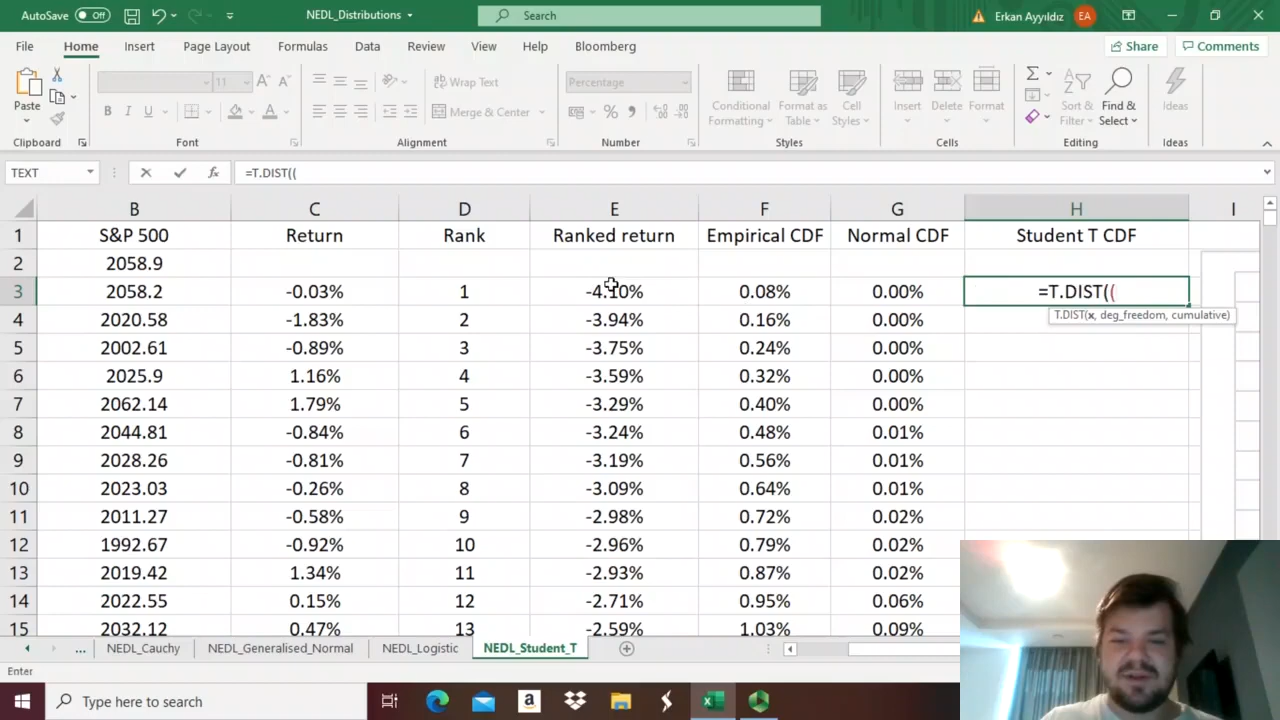 AutoSave Off NEDL_Distributions Search Erkan Ayyıldız EA
File Home Insert Page Layout Formulas Data Review View Help Bloomberg Share Comments
Paste 11 Wrap Text Merge & Center Percentage Conditional Formatting Format as Table Cell Styles Insert Delete Format Sort & Filter Find & Select Ideas
Clipboard Font Alignment Number Styles Cells Editing Ideas
TEXT =T.DIST((
B C D E F G H I
1 S&P 500 Return Rank Ranked return Empirical CDF Normal CDF Student T CDF
2 2058.9
3 2058.2 -0.03% 1 -4.10% 0.08% 0.00% =T.DIST((
T.DIST(x, deg_freedom, cumulative)
4 2020.58 -1.83% 2 -3.94% 0.16% 0.00%
5 2002.61 -0.89% 3 -3.75% 0.24% 0.00%
6 2025.9 1.16% 4 -3.59% 0.32% 0.00%
7 2062.14 1.79% 5 -3.29% 0.40% 0.00%
8 2044.81 -0.84% 6 -3.24% 0.48% 0.01%
9 2028.26 -0.81% 7 -3.19% 0.56% 0.01%
10 2023.03 -0.26% 8 -3.09% 0.64% 0.01%
11 2011.27 -0.58% 9 -2.98% 0.72% 0.02%
12 1992.67 -0.92% 10 -2.96% 0.79% 0.02%
13 2019.42 1.34% 11 -2.93% 0.87% 0.02%
14 2022.55 0.15% 12 -2.71% 0.95% 0.06%
15 2032.12 0.47% 13 -2.59% 1.03% 0.09%
... NEDL_Cauchy NEDL_Generalised_Normal NEDL_Logistic NEDL_Student_T
Enter
Type here to search